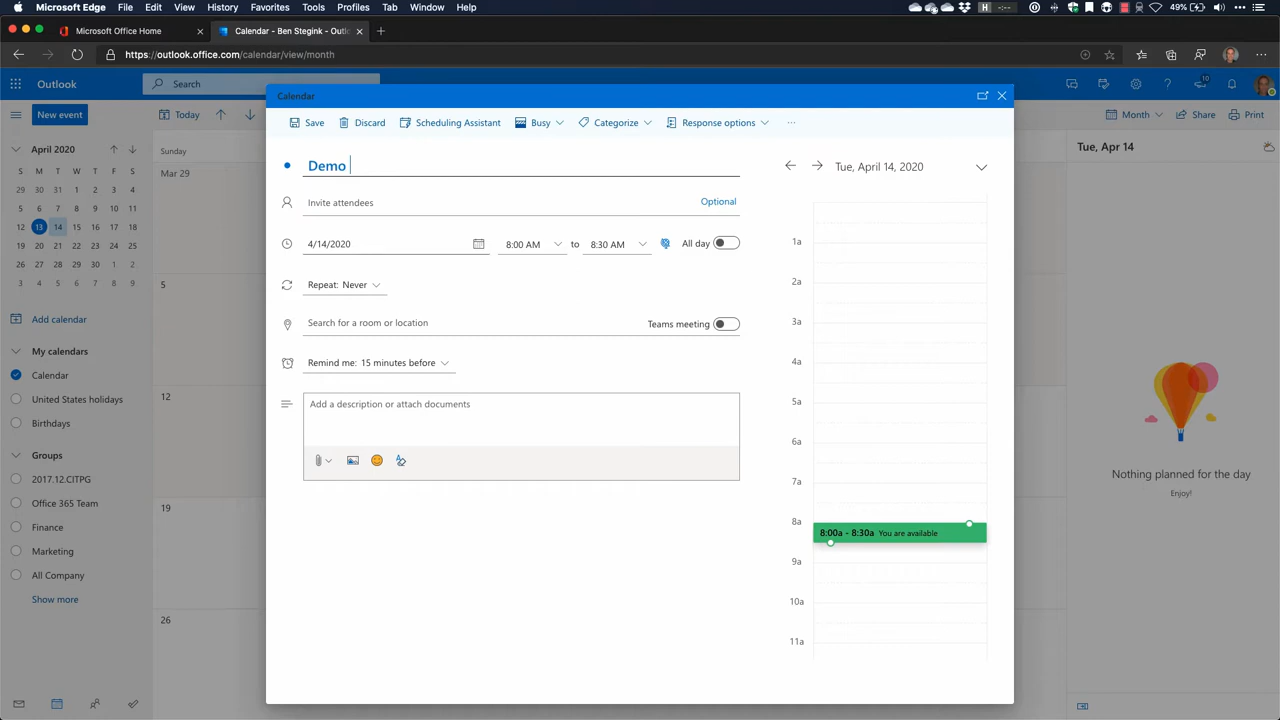 Microsoft Edge File Edit View History Favorites Tools Profiles Tab Window Help 49%
Microsoft Office Home
Calendar - Ben Stegink - Outl
https://outlook.office.com/calendar/view/month
Outlook
Search
10
New event
Today
Month
Share
Print
April 2020
S M T W T F S
29 30 31 1 2 3 4
5 6 7 8 9 10 11
12 13 14 15 16 17 18
19 20 21 22 23 24 25
26 27 28 29 30 1 2
3 4 5 6 7 8 9
Add calendar
My calendars
Calendar
United States holidays
Birthdays
Groups
2017.12.CITPG
Office 365 Team
Finance
Marketing
All Company
Show more
Sunday
Mar 29
5
12
19
26
Calendar
Save
Discard
Scheduling Assistant
Busy
Categorize
Response options
...
Demo
Invite attendees
Optional
4/14/2020
8:00 AM to 8:30 AM
All day
Repeat: Never
Search for a room or location
Teams meeting
Remind me: 15 minutes before
Add a description or attach documents
Tue, April 14, 2020
1a
2a
3a
4a
5a
6a
7a
8a
8:00a - 8:30a You are available
9a
10a
11a
Tue, Apr 14
Nothing planned for the day
Enjoy!